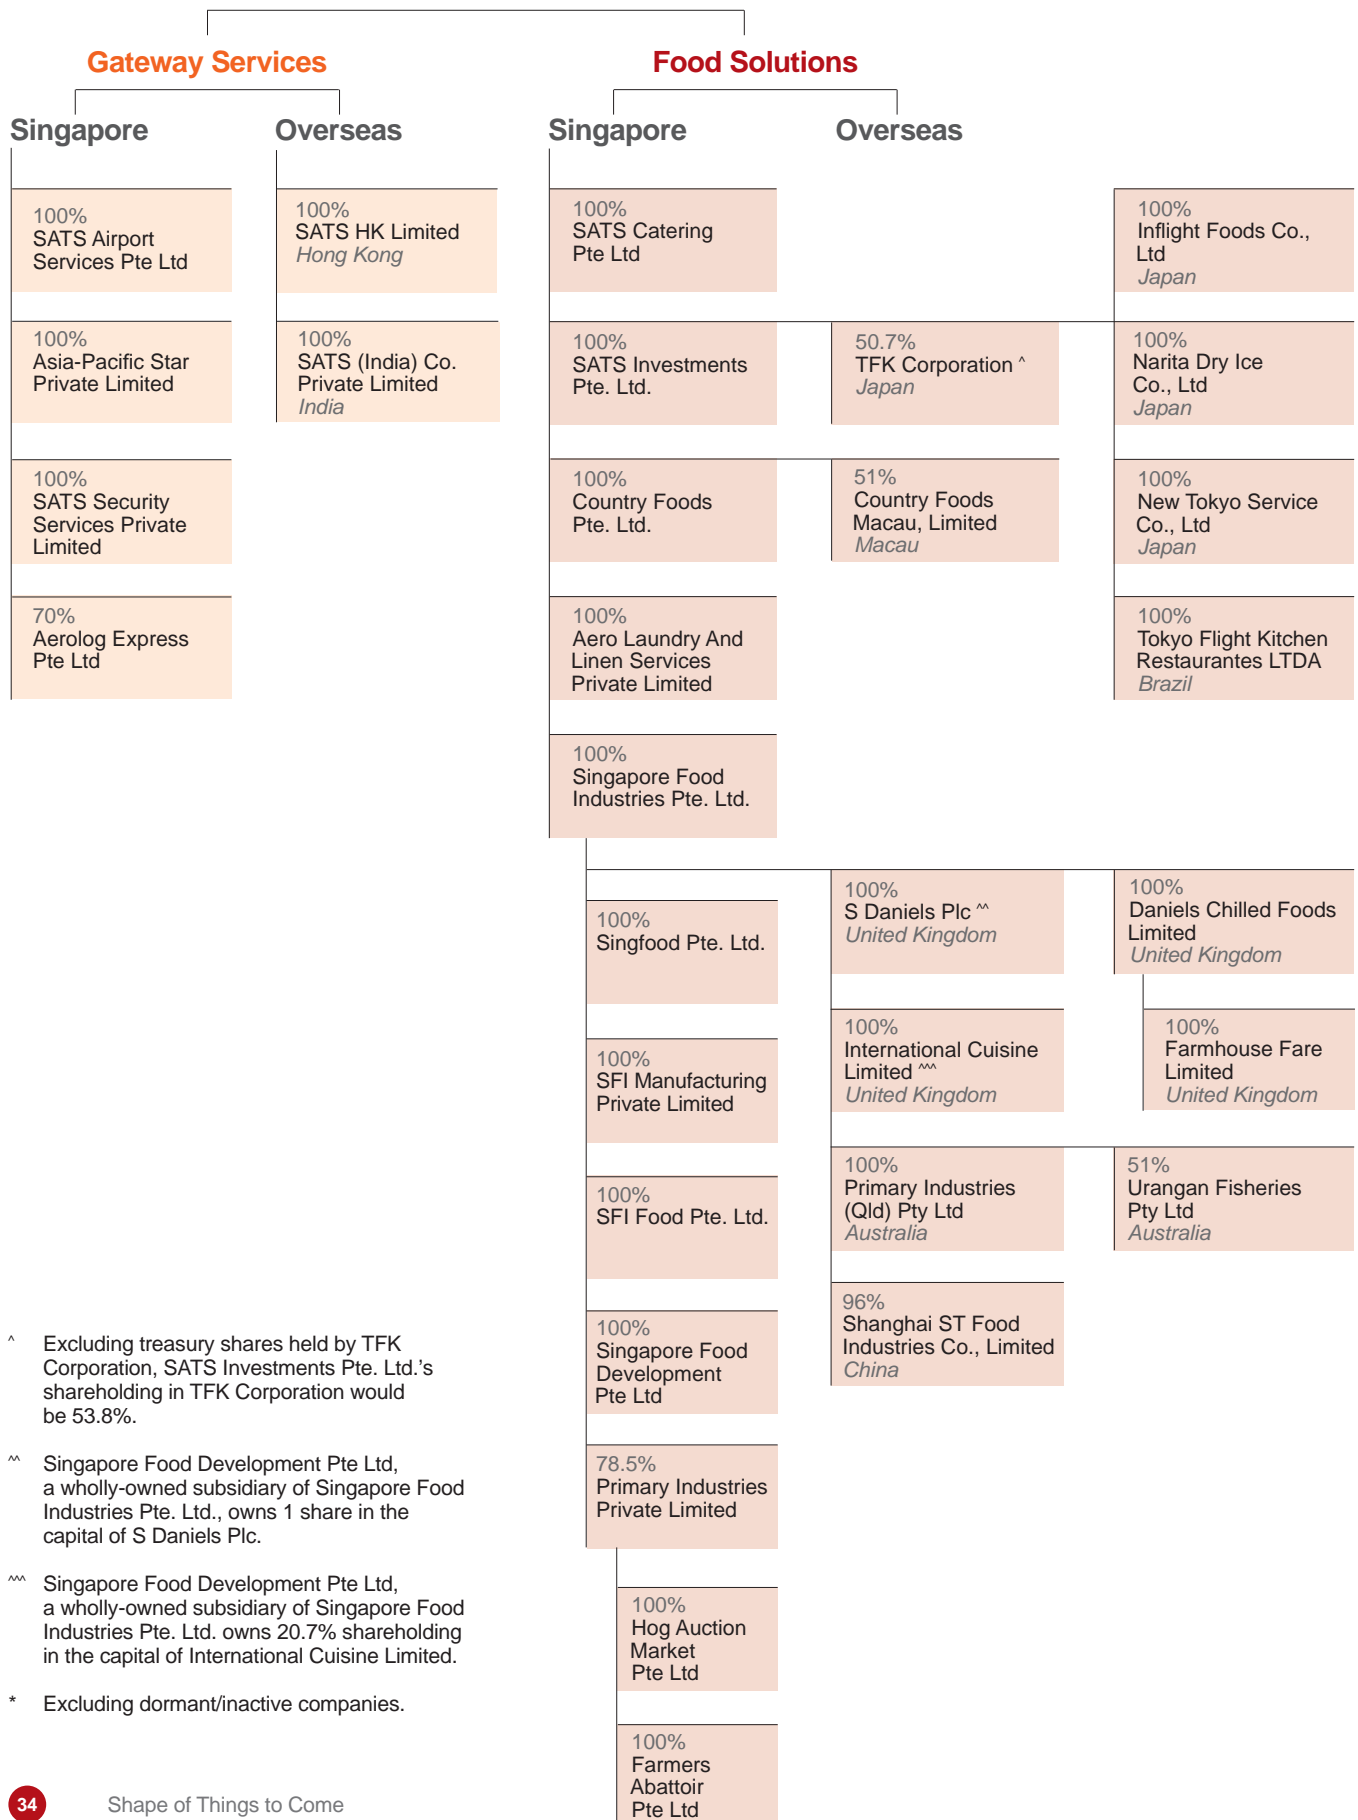 Gateway Services
Food Solutions
Singapore
Overseas
Singapore
Overseas
100%
SATS Airport
Services Pte Ltd
100%
Asia-Pacific Star
Private Limited
100%
SATS Security
Services Private
Limited
70%
Aerolog Express
Pte Ltd
100%
SATS HK Limited
Hong Kong
100%
SATS (India) Co.
Private Limited
India
100%
SATS Catering
Pte Ltd
100%
SATS Investments
Pte. Ltd.
50.7%
TFK Corporation ^
Japan
100%
Inflight Foods Co.,
Ltd
Japan
100%
Narita Dry Ice
Co., Ltd
Japan
100%
New Tokyo Service
Co., Ltd
Japan
100%
Tokyo Flight Kitchen
Restaurantes LTDA
Brazil
100%
Country Foods
Pte. Ltd.
51%
Country Foods
Macau, Limited
Macau
100%
Aero Laundry And
Linen Services
Private Limited
100%
Singapore Food
Industries Pte. Ltd.
100%
Singfood Pte. Ltd.
100%
SFI Manufacturing
Private Limited
100%
SFI Food Pte. Ltd.
100%
Singapore Food
Development
Pte Ltd
78.5%
Primary Industries
Private Limited
100%
Hog Auction
Market
Pte Ltd
100%
Farmers
Abattoir
Pte Ltd
100%
S Daniels Plc ^^
United Kingdom
100%
International Cuisine
Limited ^^^
United Kingdom
100%
Primary Industries
(Qld) Pty Ltd
Australia
96%
Shanghai ST Food
Industries Co., Limited
China
100%
Daniels Chilled Foods
Limited
United Kingdom
100%
Farmhouse Fare
Limited
United Kingdom
51%
Urangan Fisheries
Pty Ltd
Australia
^ Excluding treasury shares held by TFK
Corporation, SATS Investments Pte. Ltd.'s
shareholding in TFK Corporation would
be 53.8%.
^^ Singapore Food Development Pte Ltd,
a wholly-owned subsidiary of Singapore Food
Industries Pte. Ltd., owns 1 share in the
capital of S Daniels Plc.
^^^ Singapore Food Development Pte Ltd,
a wholly-owned subsidiary of Singapore Food
Industries Pte. Ltd. owns 20.7% shareholding
in the capital of International Cuisine Limited.
* Excluding dormant/inactive companies.
34 Shape of Things to Come